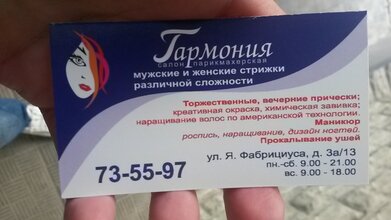 Гармония
салон парикмахерская
мужские и женские стрижки
различной сложности
Торжественные, вечерние прически;
креативная окраска, химическая завивка;
наращивание волос по американской технологии.
Маникюр
роспись, наращивание, дизайн ногтей.
Прокалывание ушей
73-55-97
ул. Я. Фабрициуса, д. 3а/13
пн.-сб. 9.00 - 21.00
вс. 9.00 - 18.00